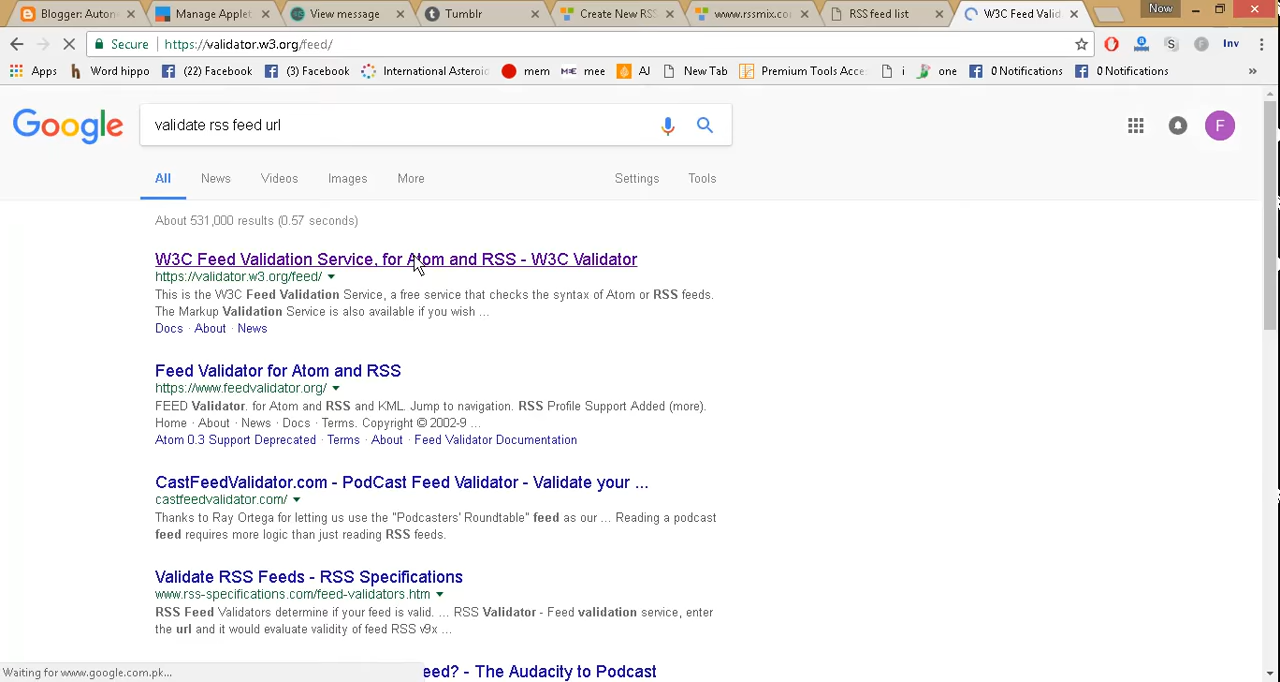 Blogger: Auton
Manage Applet
View message
Tumblr
Create New RSS
www.rssmix.co
RSS feed list
W3C Feed Valid
Now
Secure
https://validator.w3.org/feed/
Inv
Apps
Word hippo
(22) Facebook
(3) Facebook
International Asteroi
mem
mee
AJ
New Tab
Premium Tools Acce
i
one
0 Notifications
0 Notifications
»
Google
validate rss feed url
F
All
News
Videos
Images
More
Settings
Tools
About 531,000 results (0.57 seconds)
W3C Feed Validation Service, for Atom and RSS - W3C Validator
https://validator.w3.org/feed/
This is the W3C Feed Validation Service, a free service that checks the syntax of Atom or RSS feeds.
The Markup Validation Service is also available if you wish ...
Docs · About · News
Feed Validator for Atom and RSS
https://www.feedvalidator.org/
FEED Validator. for Atom and RSS and KML. Jump to navigation. RSS Profile Support Added (more).
Home · About · News · Docs · Terms. Copyright © 2002-9 ...
Atom 0.3 Support Deprecated · Terms · About · Feed Validator Documentation
CastFeedValidator.com - PodCast Feed Validator - Validate your ...
castfeedvalidator.com/
Thanks to Ray Ortega for letting us use the "Podcasters' Roundtable" feed as our ... Reading a podcast
feed requires more logic than just reading RSS feeds.
Validate RSS Feeds - RSS Specifications
www.rss-specifications.com/feed-validators.htm
RSS Feed Validators determine if your feed is valid. ... RSS Validator - Feed validation service, enter
the url and it would evaluate validity of feed RSS v9x ...
eed? - The Audacity to Podcast
Waiting for www.google.com.pk...